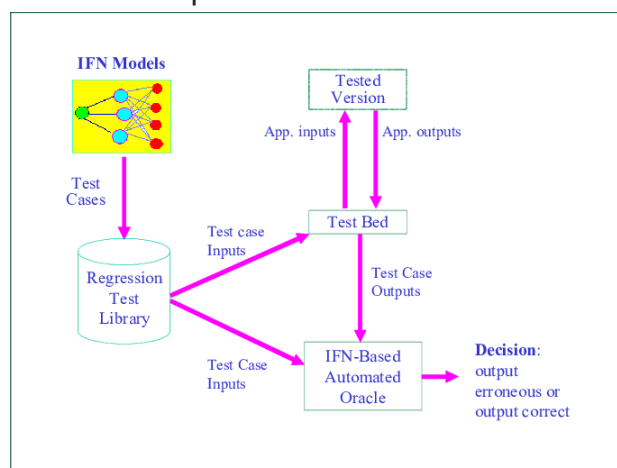 IFN Models
Tested
Version
App. inputs
App. outputs
Test
Cases
Test case
Inputs
Test Bed
Regression
Test
Library
Test Case
Outputs
Test Case
Inputs
IFN-Based
Automated
Oracle
Decision:
output
erroneous or
output correct